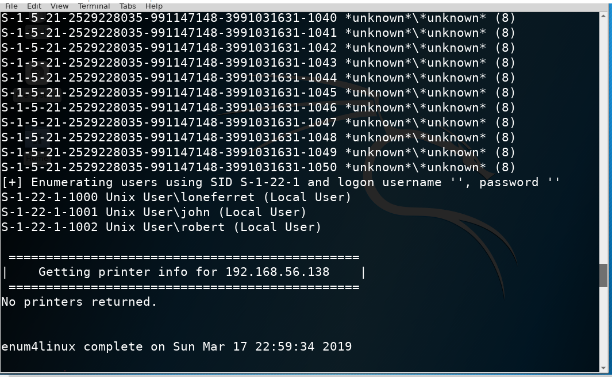 File Edit View Terminal Tabs Help
S-1-5-21-2529228035-991147148-3991031631-1040 *unknown*\*unknown* (8)
S-1-5-21-2529228035-991147148-3991031631-1041 *unknown*\*unknown* (8)
S-1-5-21-2529228035-991147148-3991031631-1042 *unknown*\*unknown* (8)
S-1-5-21-2529228035-991147148-3991031631-1043 *unknown*\*unknown* (8)
S-1-5-21-2529228035-991147148-3991031631-1044 *unknown*\*unknown* (8)
S-1-5-21-2529228035-991147148-3991031631-1045 *unknown*\*unknown* (8)
S-1-5-21-2529228035-991147148-3991031631-1046 *unknown*\*unknown* (8)
S-1-5-21-2529228035-991147148-3991031631-1047 *unknown*\*unknown* (8)
S-1-5-21-2529228035-991147148-3991031631-1048 *unknown*\*unknown* (8)
S-1-5-21-2529228035-991147148-3991031631-1049 *unknown*\*unknown* (8)
S-1-5-21-2529228035-991147148-3991031631-1050 *unknown*\*unknown* (8)
[+] Enumerating users using SID S-1-22-1 and logon username '', password ''
S-1-22-1-1000 Unix User\loneferret (Local User)
S-1-22-1-1001 Unix User\john (Local User)
S-1-22-1-1002 Unix User\robert (Local User)
===============================================
|    Getting printer info for 192.168.56.138    |
===============================================
No printers returned.
enum4linux complete on Sun Mar 17 22:59:34 2019